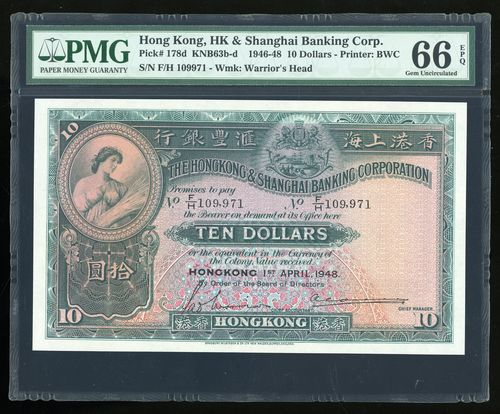 PMG
PAPER MONEY GUARANTY
Hong Kong, HK & Shanghai Banking Corp.
Pick# 178d KNB63b-d 1946-48 10 Dollars - Printer: BWC
S/N F/H 109971 - Wmk: Warrior's Head
66 EPQ
Gem Uncirculated
10
10
行銀豐滙 海上港香
THE HONGKONG & SHANGHAI BANKING CORPORATION
Promises to pay
No F/H 109,971 No F/H 109,971
the Bearer on demand at its Office here
TEN DOLLARS
or the equivalent in the Currency of
the Colony, Value received
HONGKONG 1ST APRIL, 1948.
By Order of the Board of Directors
圓拾
CHIEF MANAGER
10
HONGKONG
10